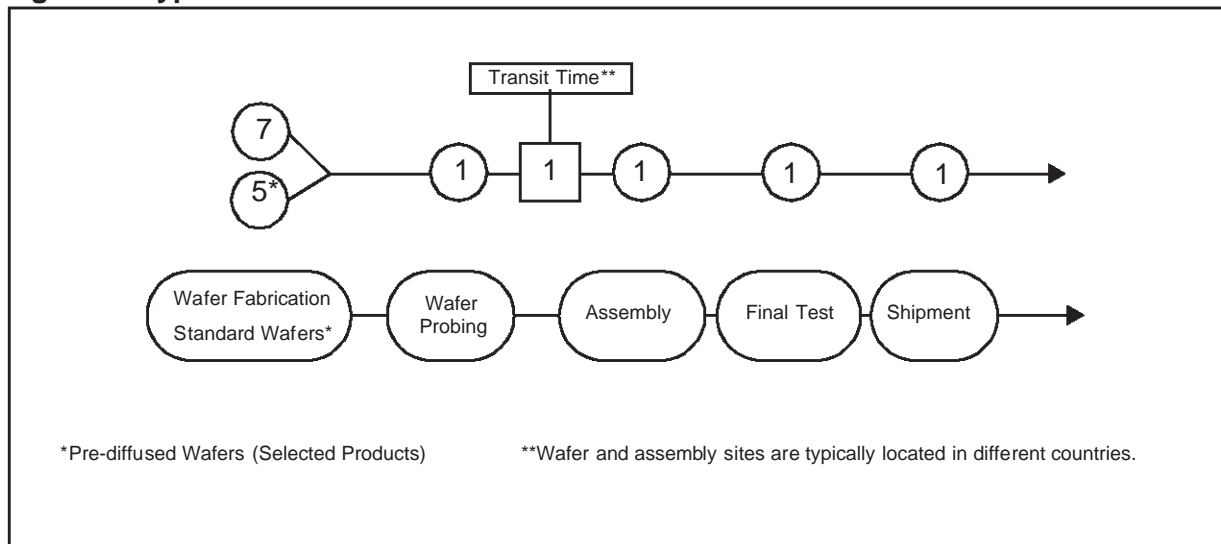 Transit Time**
7
5*
1
1
1
1
1
Wafer Fabrication
Standard Wafers*
Wafer
Probing
Assembly
Final Test
Shipment
*Pre-diffused Wafers (Selected Products)
**Wafer and assembly sites are typically located in different countries.